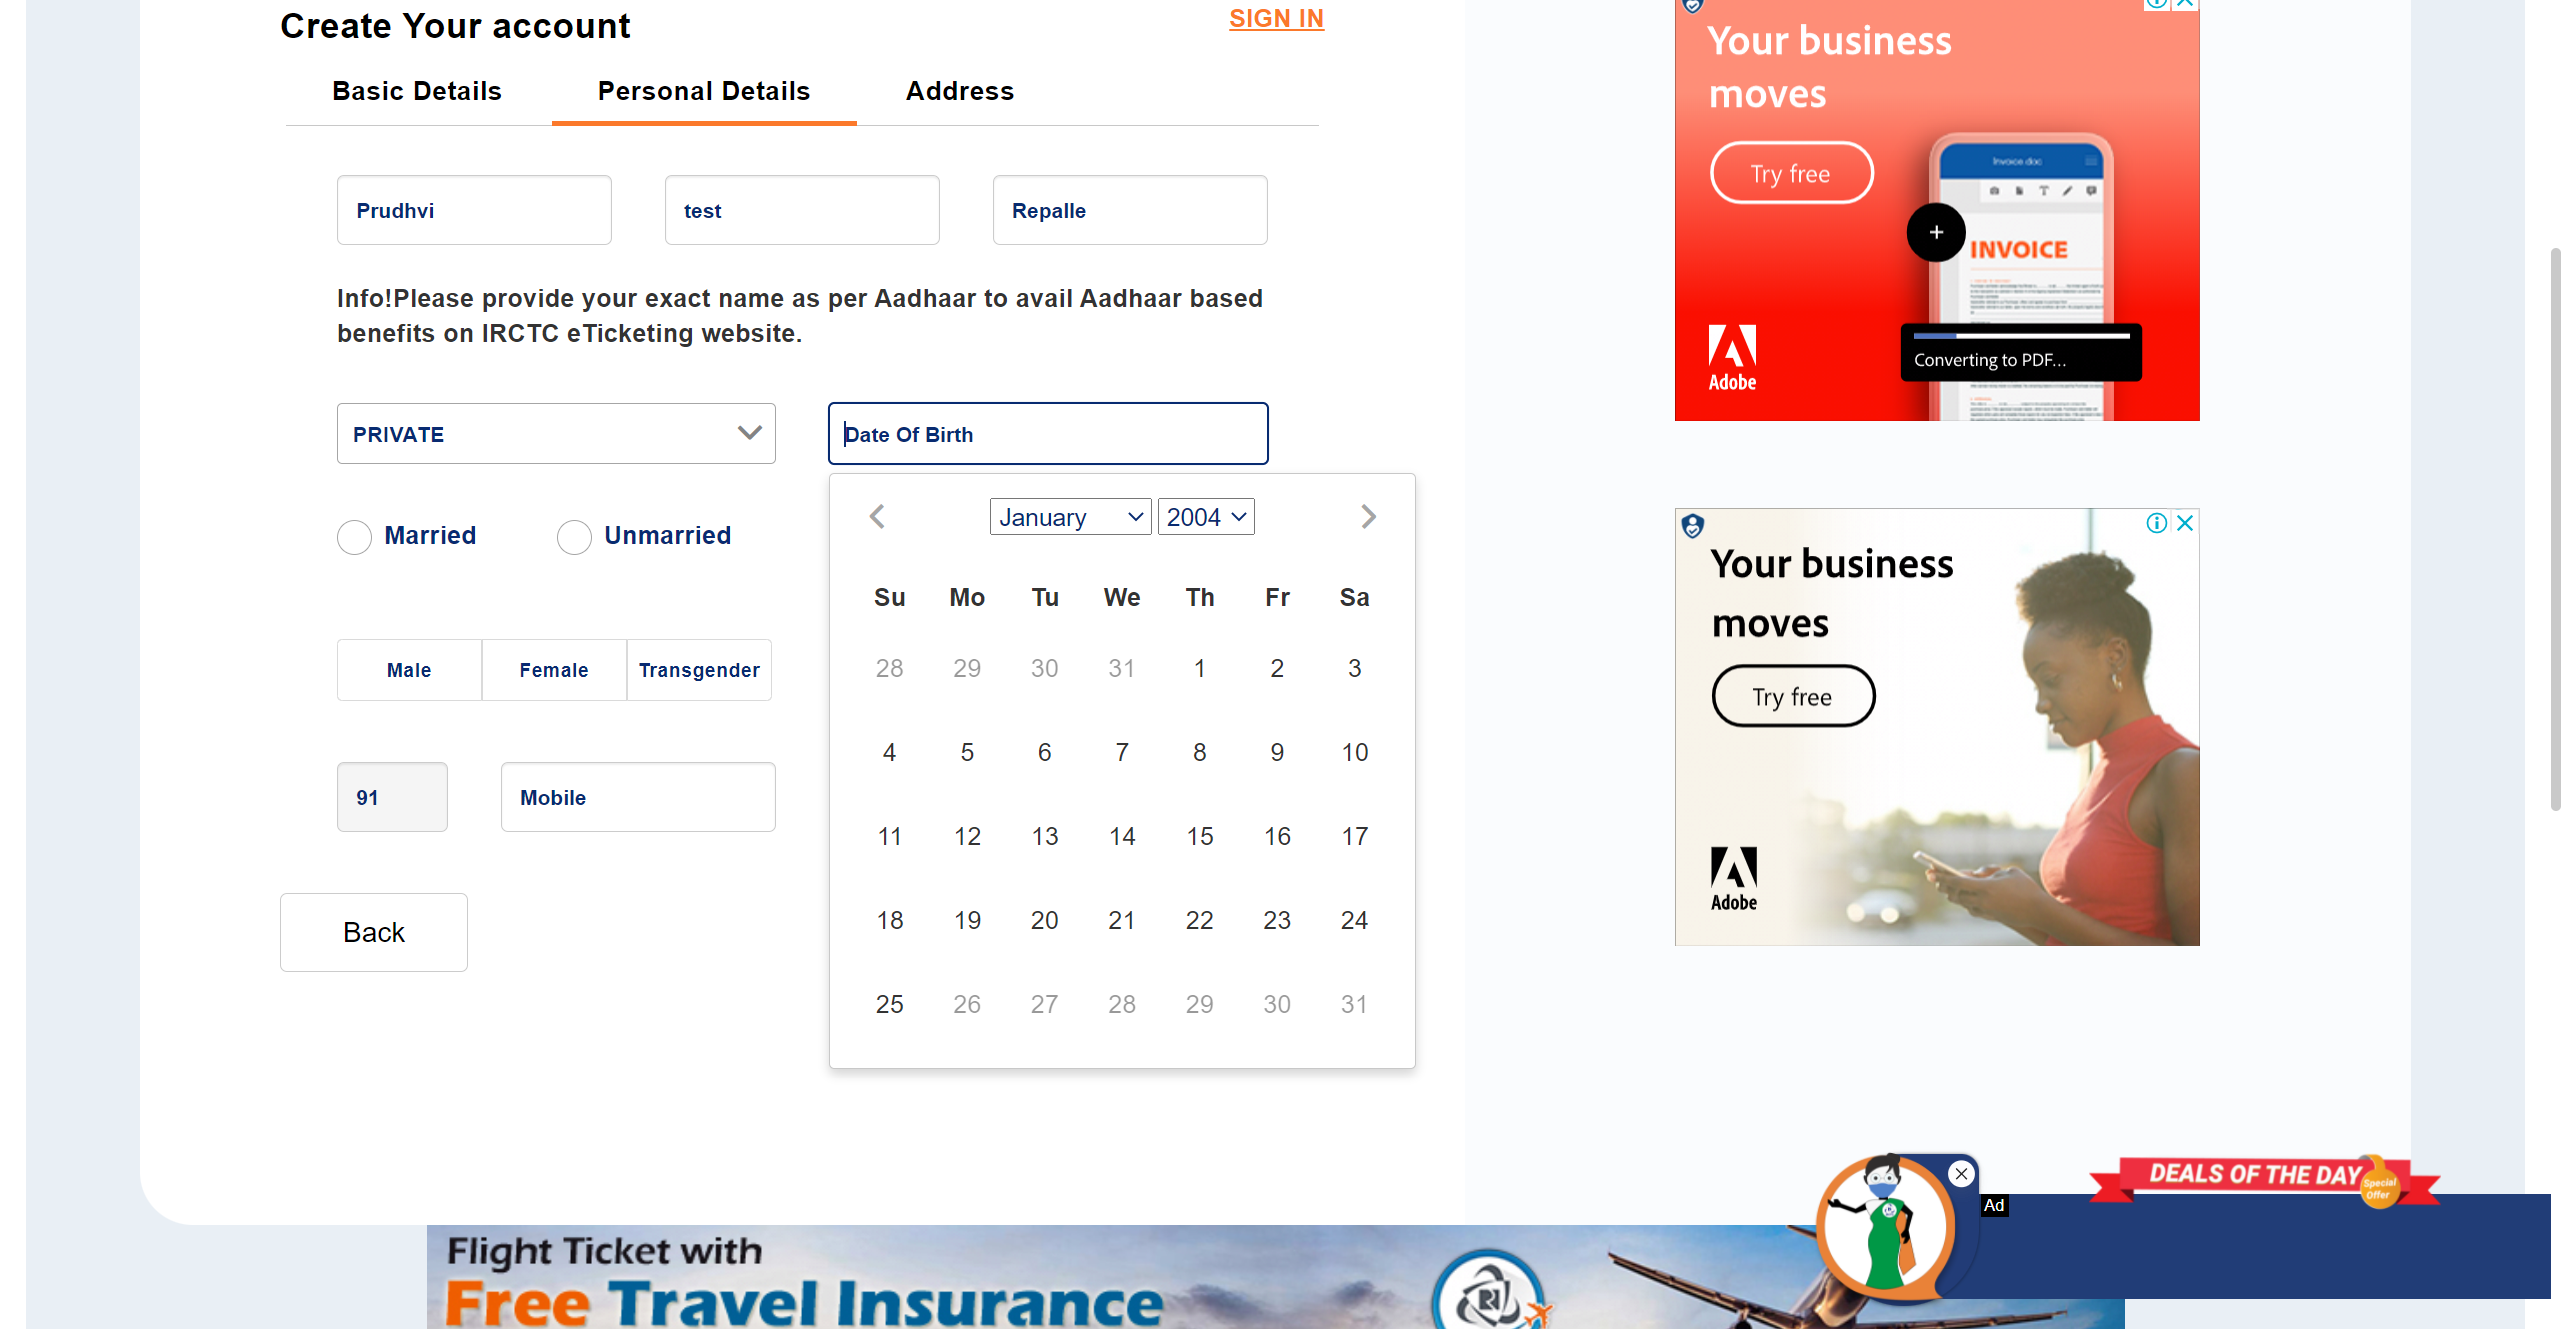 Create Your account
SIGN IN
Basic Details
Personal Details
Address
Prudhvi
test
Repalle
Info!Please provide your exact name as per Aadhaar to avail Aadhaar based
benefits on IRCTC eTicketing website.
PRIVATE
Date Of Birth
Married
Unmarried
January
2004
Su Mo Tu We Th Fr Sa
28 29 30 31 1 2 3
4 5 6 7 8 9 10
11 12 13 14 15 16 17
18 19 20 21 22 23 24
25 26 27 28 29 30 31
Male
Female
Transgender
91
Mobile
Back
Your business
moves
Try free
Invoice doc
INVOICE
Converting to PDF...
Adobe
Your business
moves
Try free
Adobe
DEALS OF THE DAY
Special
Offer
Ad
Flight Ticket with
Free Travel Insurance